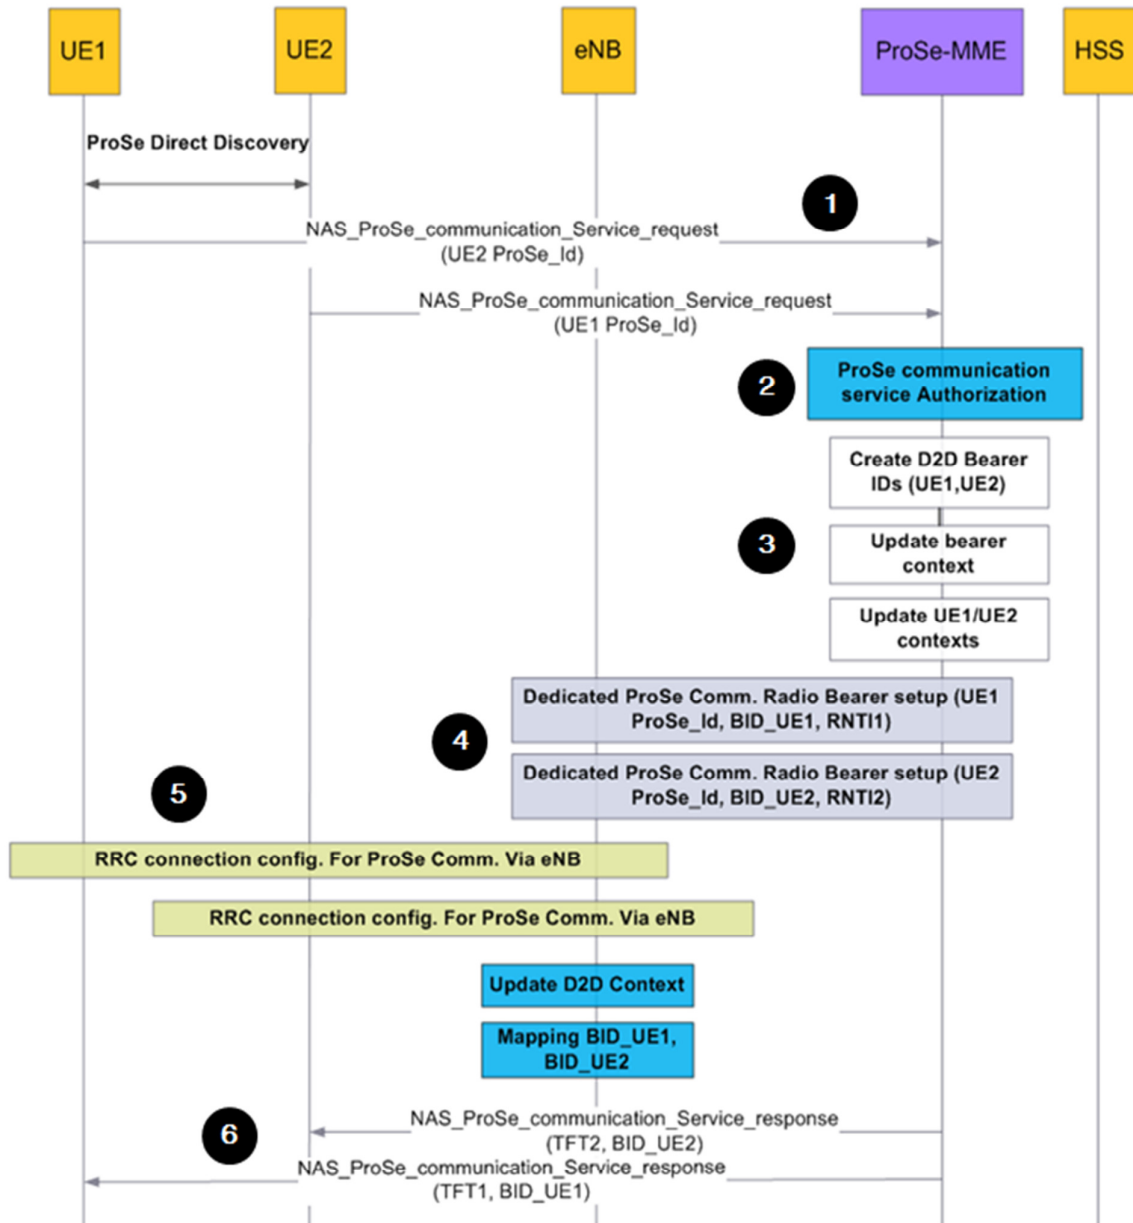 UE1
UE2
eNB
ProSe-MME
HSS
ProSe Direct Discovery
1
NAS_ProSe_communication_Service_request
(UE2 ProSe_Id)
NAS_ProSe_communication_Service_request
(UE1 ProSe_Id)
2
ProSe communication
service Authorization
Create D2D Bearer
IDs (UE1,UE2)
3
Update bearer
context
Update UE1/UE2
contexts
4
Dedicated ProSe Comm. Radio Bearer setup (UE1
ProSe_Id, BID_UE1, RNTI1)
Dedicated ProSe Comm. Radio Bearer setup (UE2
ProSe_Id, BID_UE2, RNTI2)
5
RRC connection config. For ProSe Comm. Via eNB
RRC connection config. For ProSe Comm. Via eNB
Update D2D Context
Mapping BID_UE1,
BID_UE2
6
NAS_ProSe_communication_Service_response
(TFT2, BID_UE2)
NAS_ProSe_communication_Service_response
(TFT1, BID_UE1)